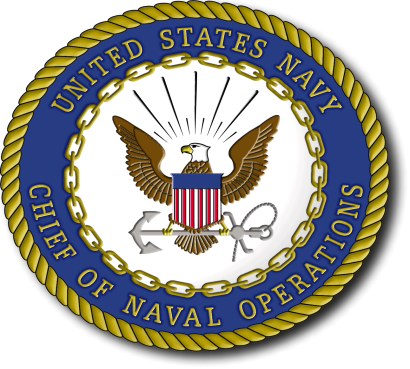 UNITED STATES NAVY
CHIEF OF NAVAL OPERATIONS